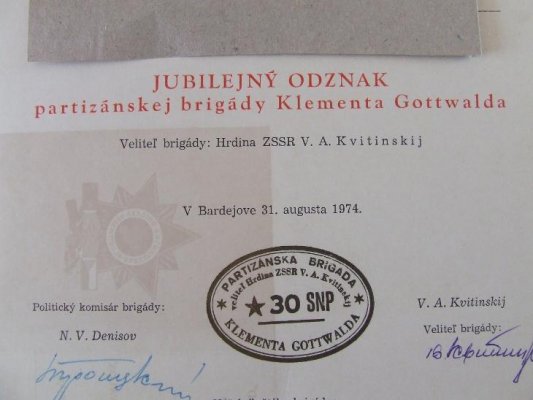 JUBILEJNÝ ODZNAK
partizánskej brigády Klementa Gottwalda
Veliteľ brigády: Hrdina ZSSR V. A. Kvitinskij
V Bardejove 31. augusta 1974.
PARTIZÁNSKA BRIGÁDA
veliteľ Hrdina ZSSR V. A. Kvitinskij
★ 30 SNP
KLEMENTA GOTTWALDA
Politický komisár brigády:
N. V. Denisov
V. A. Kvitinskij
Veliteľ brigády: